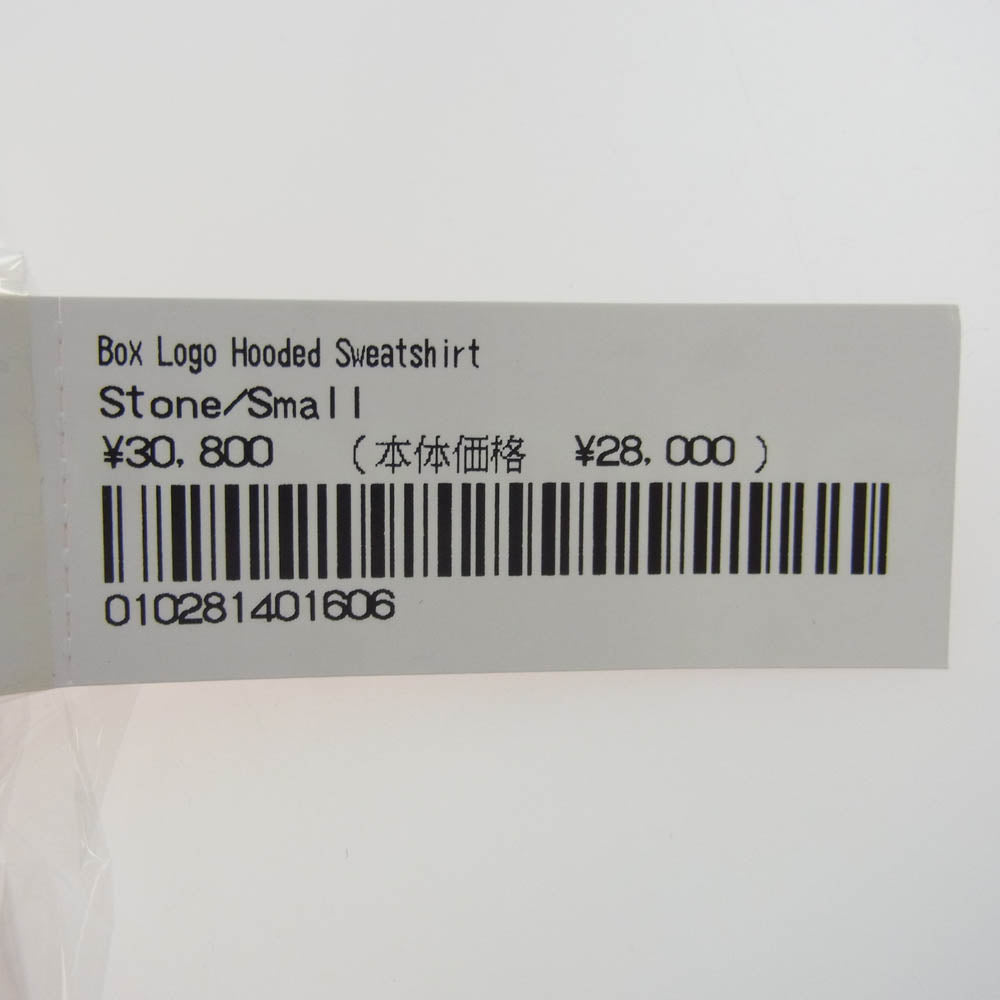 Box Logo Hooded Sweatshirt
Stone/Small
¥30,800 (本体価格 ¥28,000)
010281401606